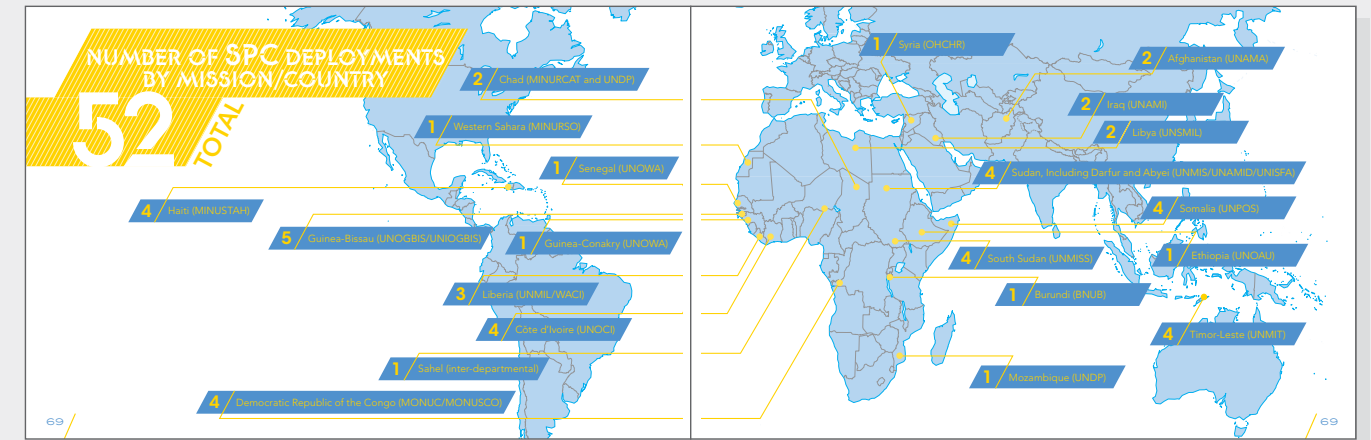 NUMBER OF SPC DEPLOYMENTS
BY MISSION/COUNTRY
52
TOTAL
2 Chad (MINURCAT and UNDP)
1 Western Sahara (MINURSO)
1 Senegal (UNOWA)
4 Haiti (MINUSTAH)
5 Guinea-Bissau (UNOGBIS/UNIOGBIS)
1 Guinea-Conakry (UNOWA)
3 Liberia (UNMIL/WACI)
4 Côte d'Ivoire (UNOCI)
1 Sahel (inter-departmental)
4 Democratic Republic of the Congo (MONUC/MONUSCO)
69
1 Syria (OHCHR)
2 Afghanistan (UNAMA)
2 Iraq (UNAMI)
2 Libya (UNSMIL)
4 Sudan, Including Darfur and Abyei (UNMIS/UNAMID/UNISFA)
4 Somalia (UNPOS)
1 Ethiopia (UNOAU)
4 South Sudan (UNMISS)
1 Burundi (BNUB)
4 Timor-Leste (UNMIT)
1 Mozambique (UNDP)
69